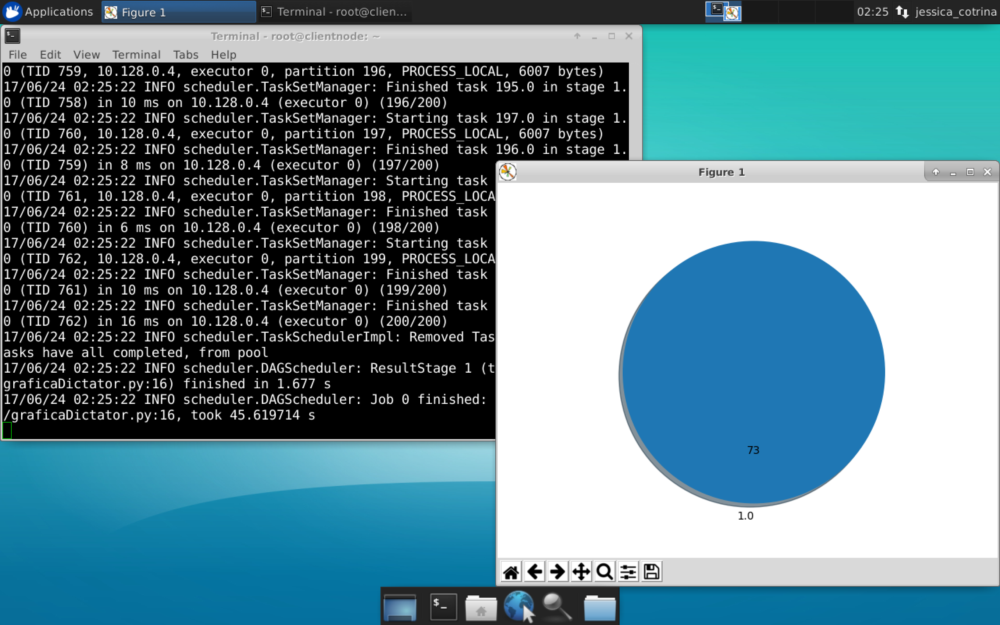 Applications
Figure 1
Terminal - root@clien...
02:25
jessica_cotrina
Terminal - root@clientnode: ~
File Edit View Terminal Tabs Help
0 (TID 759, 10.128.0.4, executor 0, partition 196, PROCESS_LOCAL, 6007 bytes)
17/06/24 02:25:22 INFO scheduler.TaskSetManager: Finished task 195.0 in stage 1.
0 (TID 758) in 10 ms on 10.128.0.4 (executor 0) (196/200)
17/06/24 02:25:22 INFO scheduler.TaskSetManager: Starting task 197.0 in stage 1.
0 (TID 760, 10.128.0.4, executor 0, partition 197, PROCESS_LOCAL, 6007 bytes)
17/06/24 02:25:22 INFO scheduler.TaskSetManager: Finished task 196.0 in stage 1.
0 (TID 759) in 8 ms on 10.128.0.4 (executor 0) (197/200)
17/06/24 02:25:22 INFO scheduler.TaskSetManager: Starting task
0 (TID 761, 10.128.0.4, executor 0, partition 198, PROCESS_LOCA
17/06/24 02:25:22 INFO scheduler.TaskSetManager: Finished task
0 (TID 760) in 6 ms on 10.128.0.4 (executor 0) (198/200)
17/06/24 02:25:22 INFO scheduler.TaskSetManager: Starting task
0 (TID 762, 10.128.0.4, executor 0, partition 199, PROCESS_LOCA
17/06/24 02:25:22 INFO scheduler.TaskSetManager: Finished task
0 (TID 761) in 10 ms on 10.128.0.4 (executor 0) (199/200)
17/06/24 02:25:22 INFO scheduler.TaskSetManager: Finished task
0 (TID 762) in 16 ms on 10.128.0.4 (executor 0) (200/200)
17/06/24 02:25:22 INFO scheduler.TaskSchedulerImpl: Removed Tas
asks have all completed, from pool
17/06/24 02:25:22 INFO scheduler.DAGScheduler: ResultStage 1 (t
graficaDictator.py:16) finished in 1.677 s
17/06/24 02:25:22 INFO scheduler.DAGScheduler: Job 0 finished:
/graficaDictator.py:16, took 45.619714 s
Figure 1
73
1.0